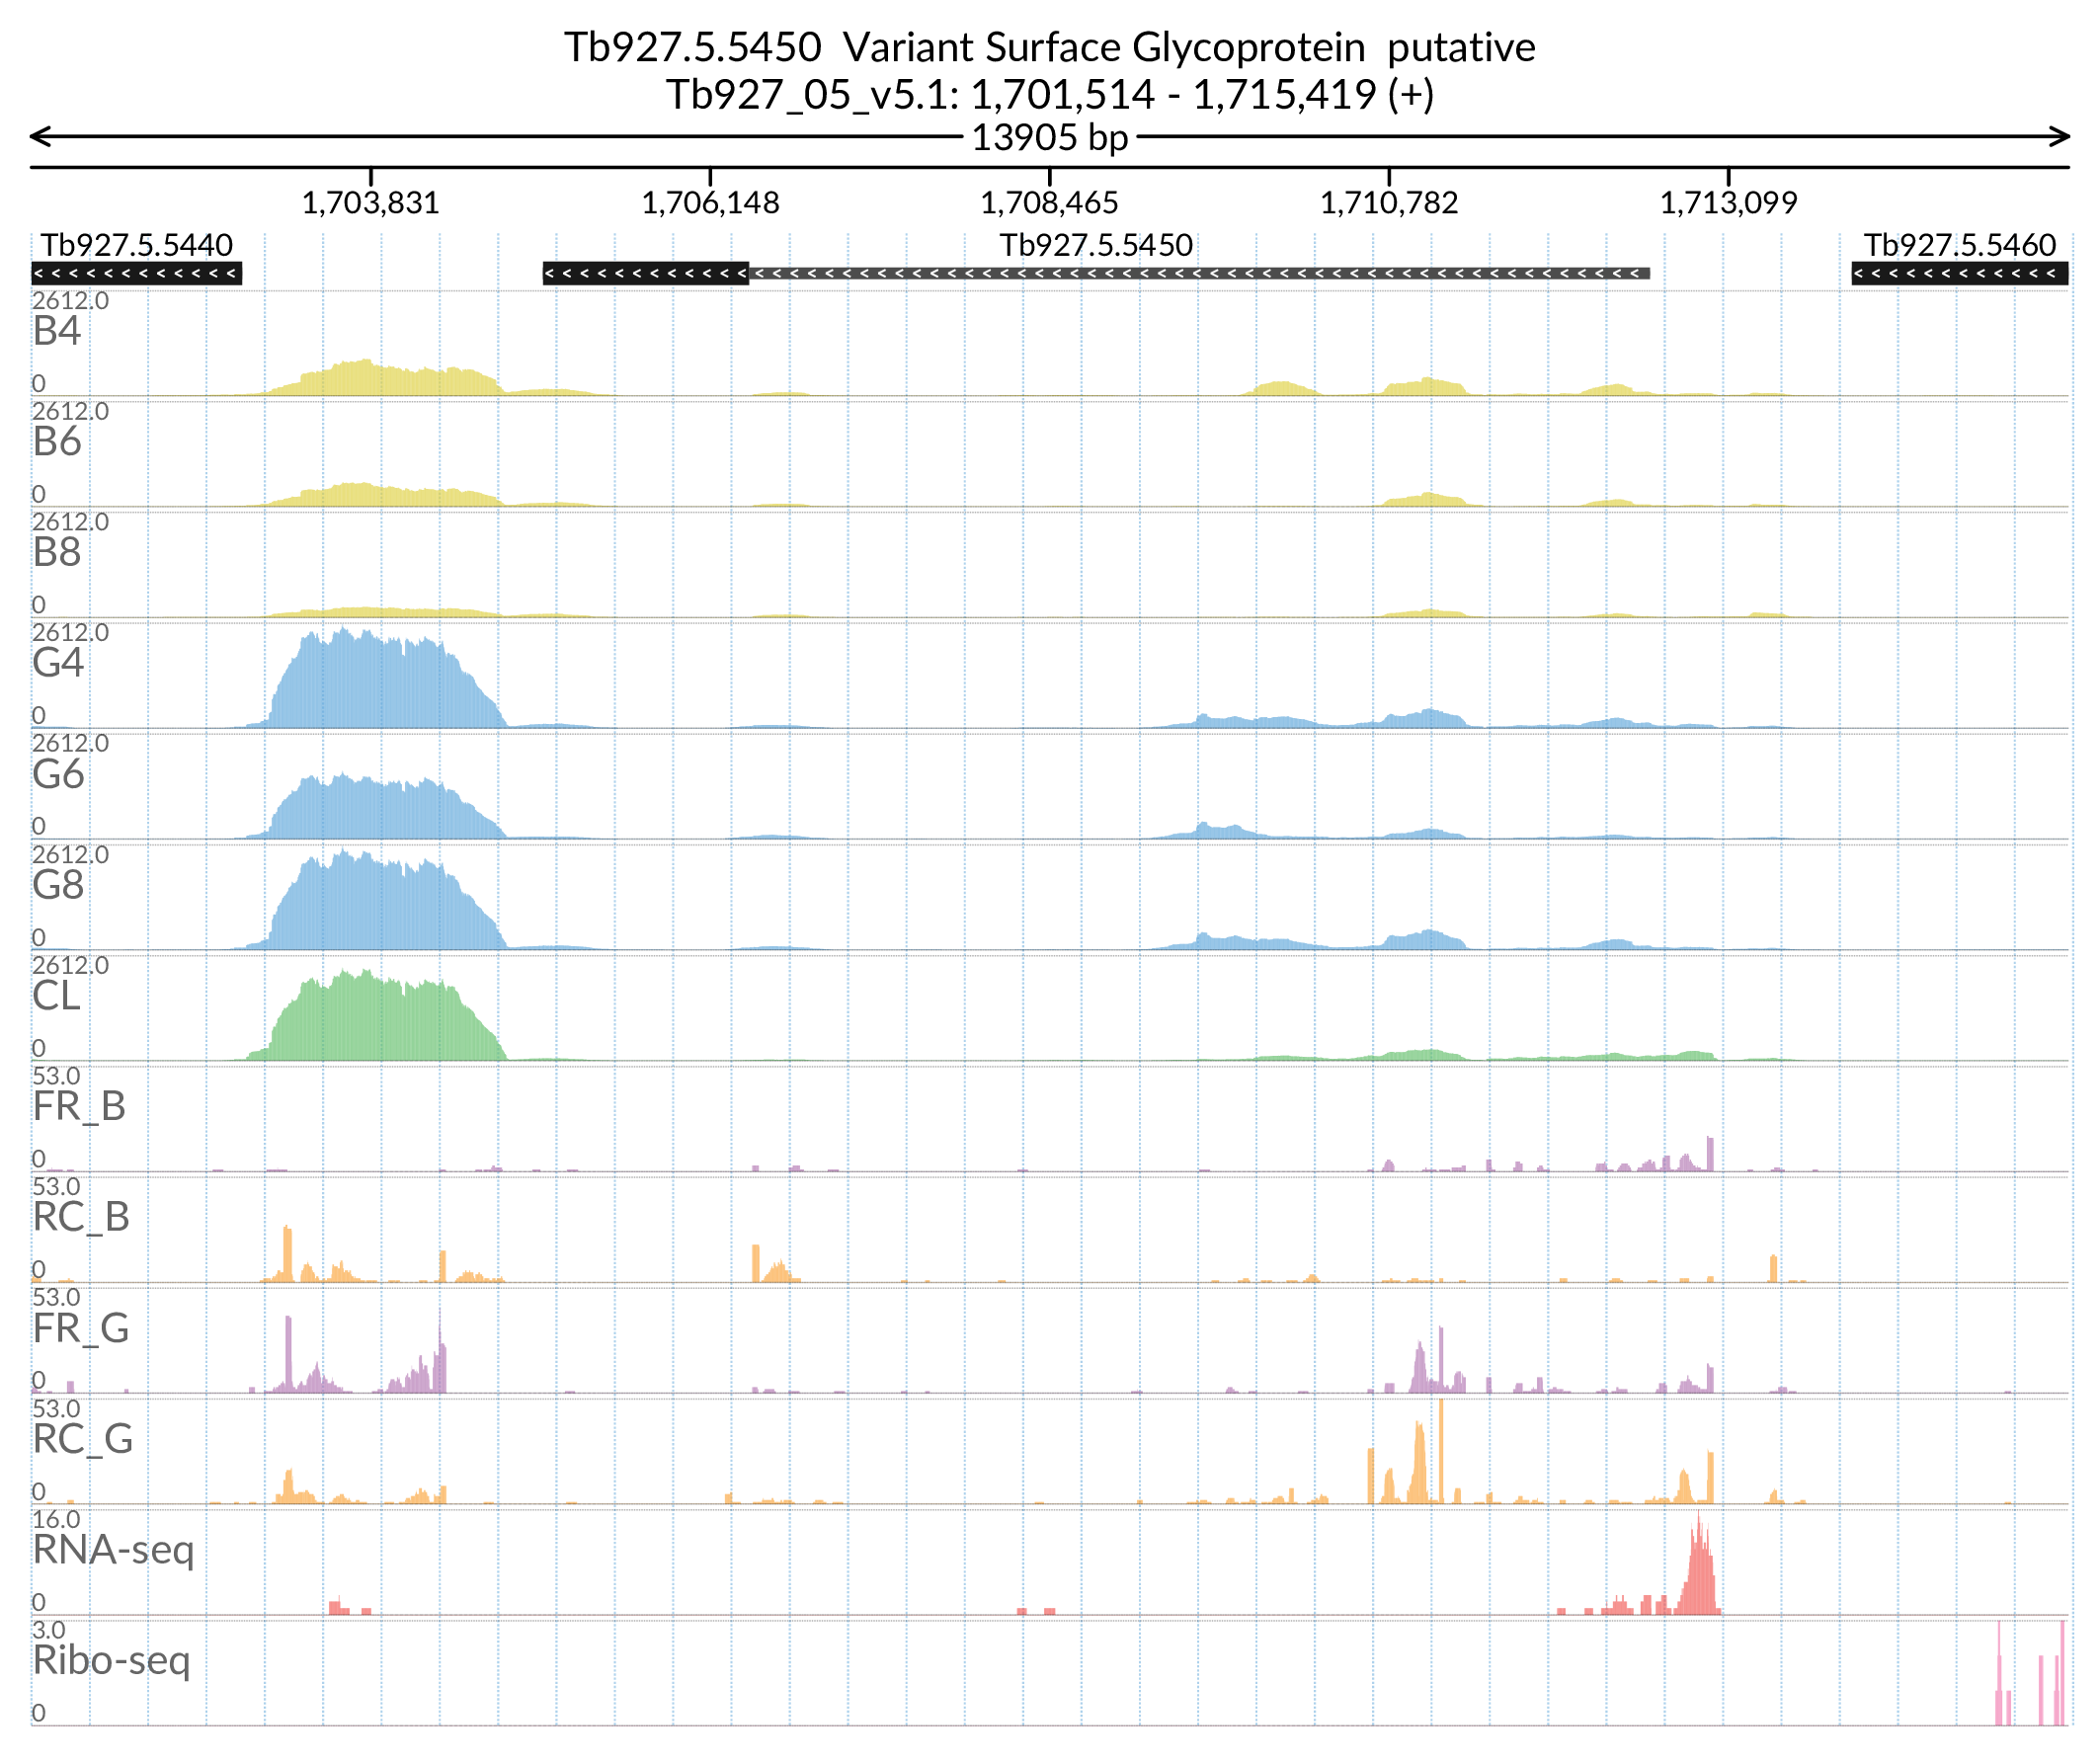 Tb927.5.5450 Variant Surface Glycoprotein putative
Tb927_05_v5.1: 1,701,514 - 1,715,419 (+)
13905 bp
1,703,831 1,706,148 1,708,465 1,710,782 1,713,099
Tb927.5.5440 Tb927.5.5450 Tb927.5.5460
2612.0
B4
0
2612.0
B6
0
2612.0
B8
0
2612.0
G4
0
2612.0
G6
0
2612.0
G8
0
2612.0
CL
0
53.0
FR_B
0
53.0
RC_B
0
53.0
FR_G
0
53.0
RC_G
0
16.0
RNA-seq
0
3.0
Ribo-seq
0